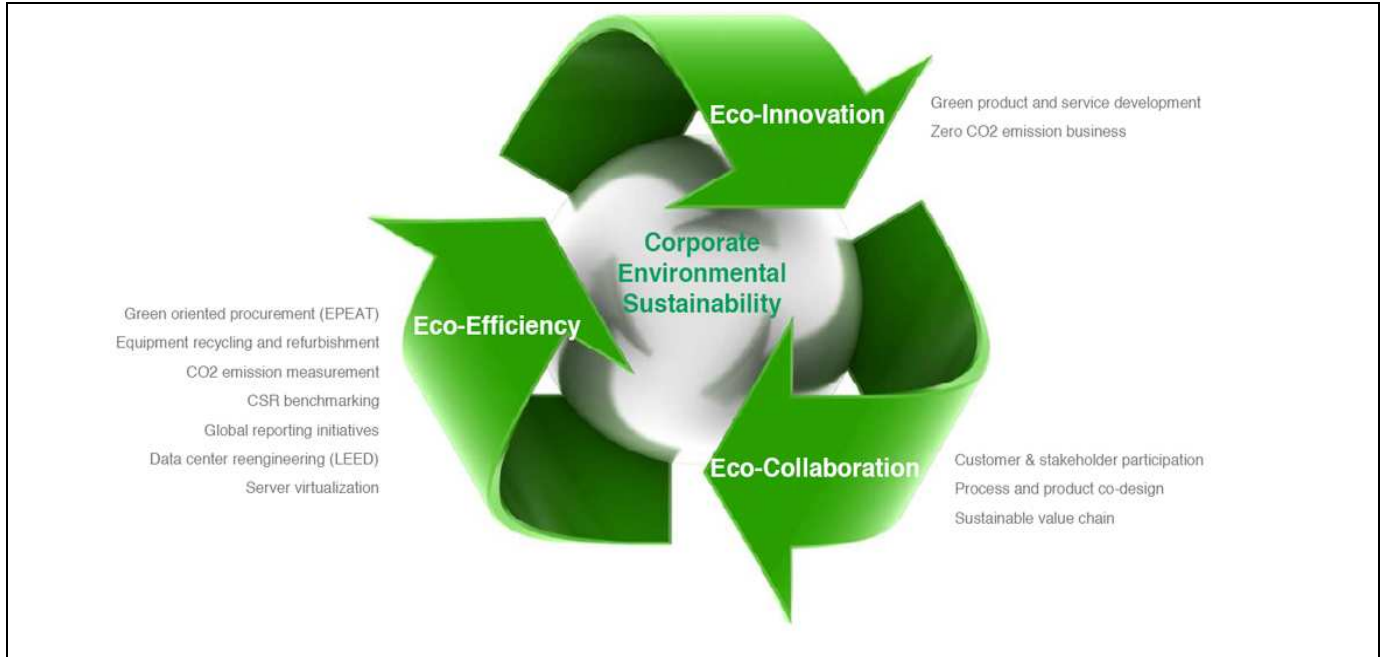 Eco-Innovation
Green product and service development
Zero CO2 emission business
Corporate
Environmental
Sustainability
Eco-Efficiency
Green oriented procurement (EPEAT)
Equipment recycling and refurbishment
CO2 emission measurement
CSR benchmarking
Global reporting initiatives
Data center reengineering (LEED)
Server virtualization
Eco-Collaboration
Customer & stakeholder participation
Process and product co-design
Sustainable value chain